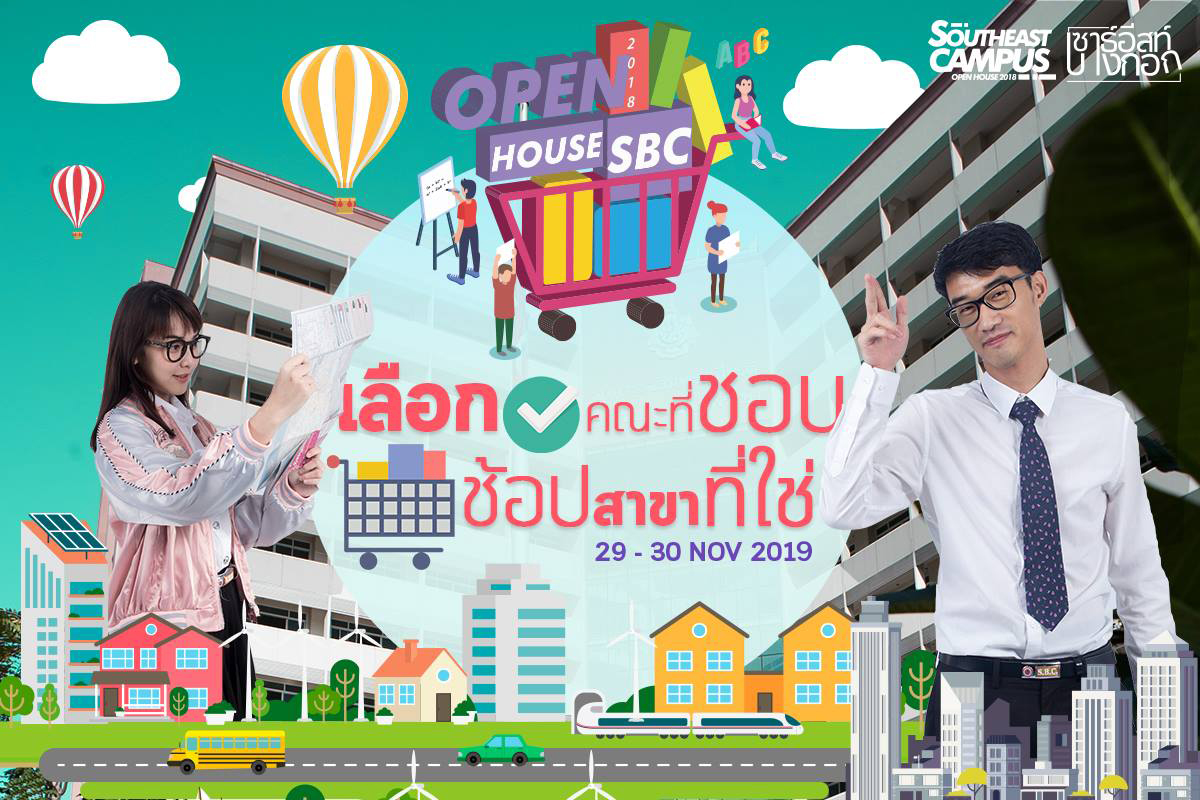 SOUTHEAST
CAMPUS
OPEN HOUSE 2018
ซาร์อีสท์
บางกอก
ABC
OPEN
2018
HOUSE
SBC
เลือก คณะที่ชอบ
ช้อปสาขาที่ใช่
29 - 30 NOV 2019
S.B.C.